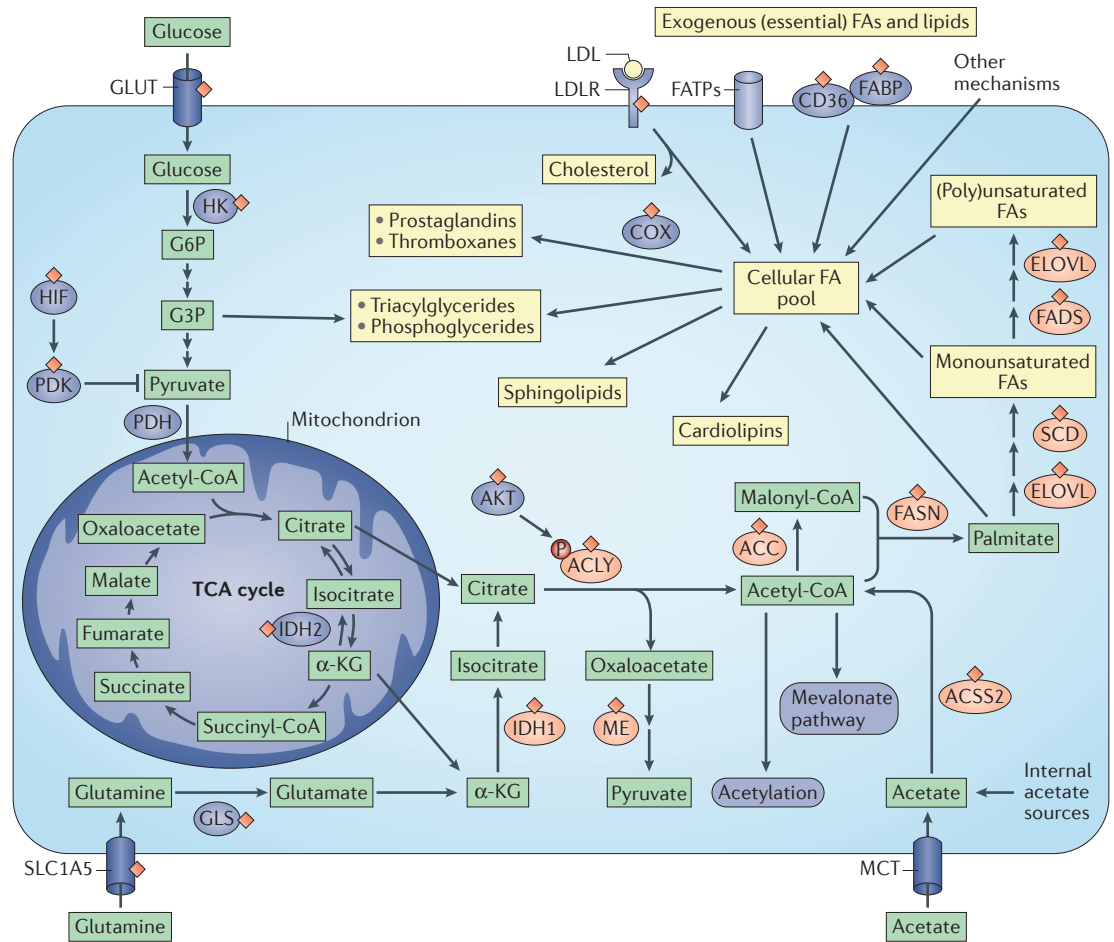 Glucose
Exogenous (essential) FAs and lipids
LDL
GLUT
LDLR
FATPs
CD36
FABP
Other
mechanisms
Glucose
Cholesterol
(Poly)unsaturated
FAs
HK
• Prostaglandins
• Thromboxanes
COX
G6P
ELOVL
Cellular FA
pool
HIF
G3P
• Triacylglycerides
• Phosphoglycerides
FADS
PDK
Pyruvate
Monounsaturated
FAs
Sphingolipids
PDH
Mitochondrion
Cardiolipins
SCD
Acetyl-CoA
AKT
Malonyl-CoA
ELOVL
FASN
Oxaloacetate
Citrate
P
ACLY
ACC
Palmitate
Malate
TCA cycle
Isocitrate
Citrate
Acetyl-CoA
Fumarate
IDH2
α-KG
Isocitrate
Oxaloacetate
Succinate
Mevalonate
pathway
ACSS2
Succinyl-CoA
IDH1
ME
Glutamine
Glutamate
α-KG
Pyruvate
Acetylation
Acetate
Internal
acetate
sources
GLS
SLC1A5
MCT
Glutamine
Acetate